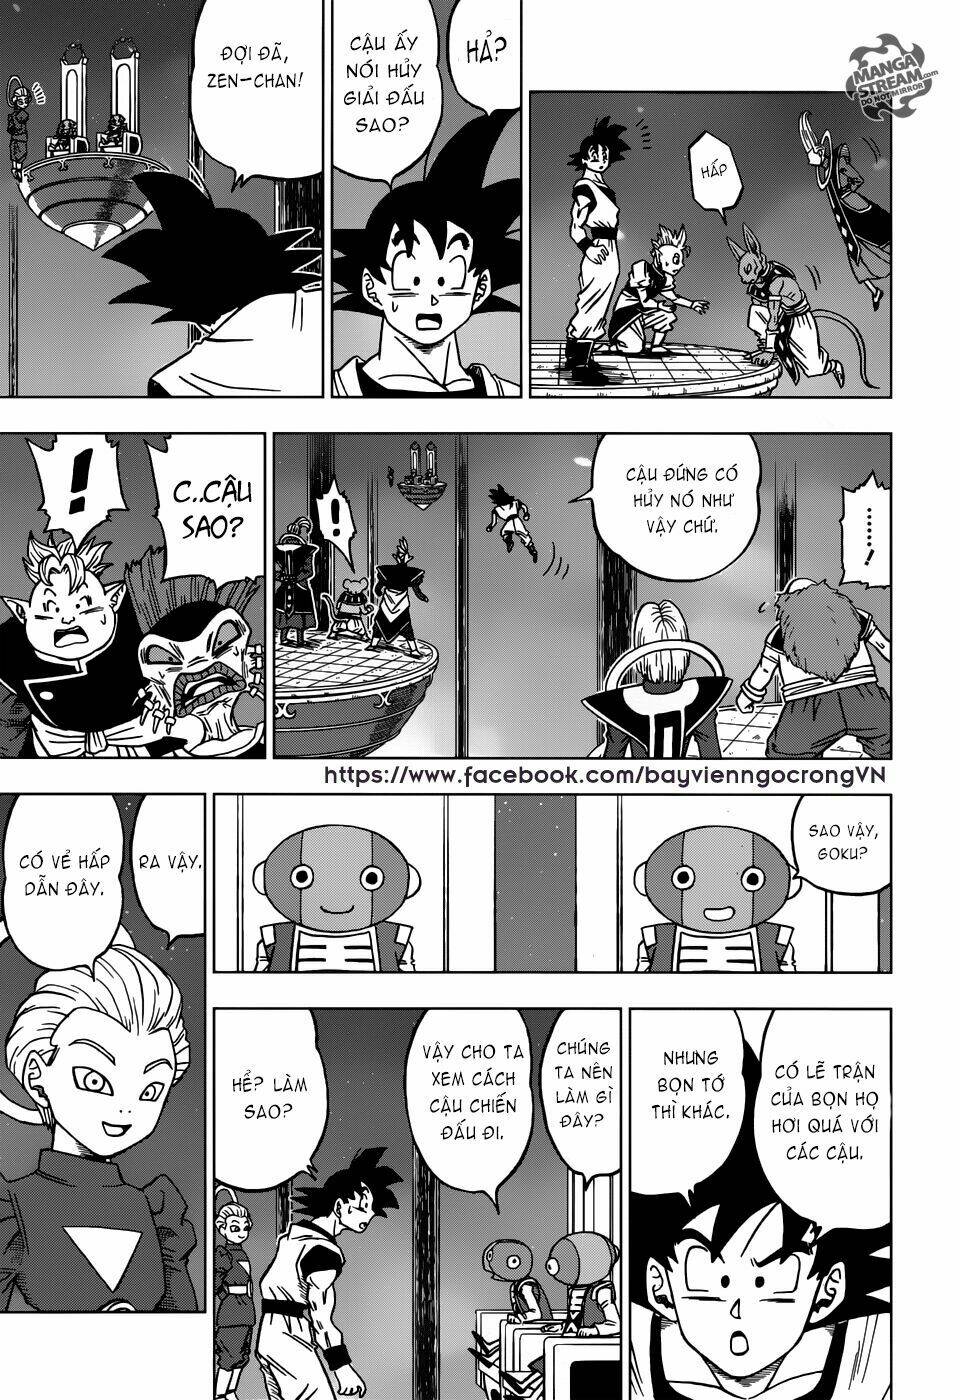 MANGA
STREAM.com
DO NOT MIRROR
HẤP
HẢ?
CẬU ẤY
NÓI HỦY
GIẢI ĐẤU
SAO?
ĐỢI ĐÃ,
ZEN-CHAN!
........!
CẬU ĐỪNG CÓ
HỦY NÓ NHƯ
VẬY CHỨ.
!
C..CẬU
SAO?
!
https://www.facebook.com/bayvienngocrongVN
SAO VẬY,
GOKU?
RA VẬY.
CÓ VẺ HẤP
DẪN ĐÂY.
CÓ LẼ TRẬN
CỦA BỌN HỌ
HƠI QUÁ VỚI
CÁC CẬU.
NHƯNG
BỌN TỚ
THÌ KHÁC.
CHÚNG
TA NÊN
LÀM GÌ
ĐÂY?
VẬY CHO TA
XEM CÁCH
CẬU CHIẾN
ĐẤU ĐI.
HỂ? LÀM
SAO?